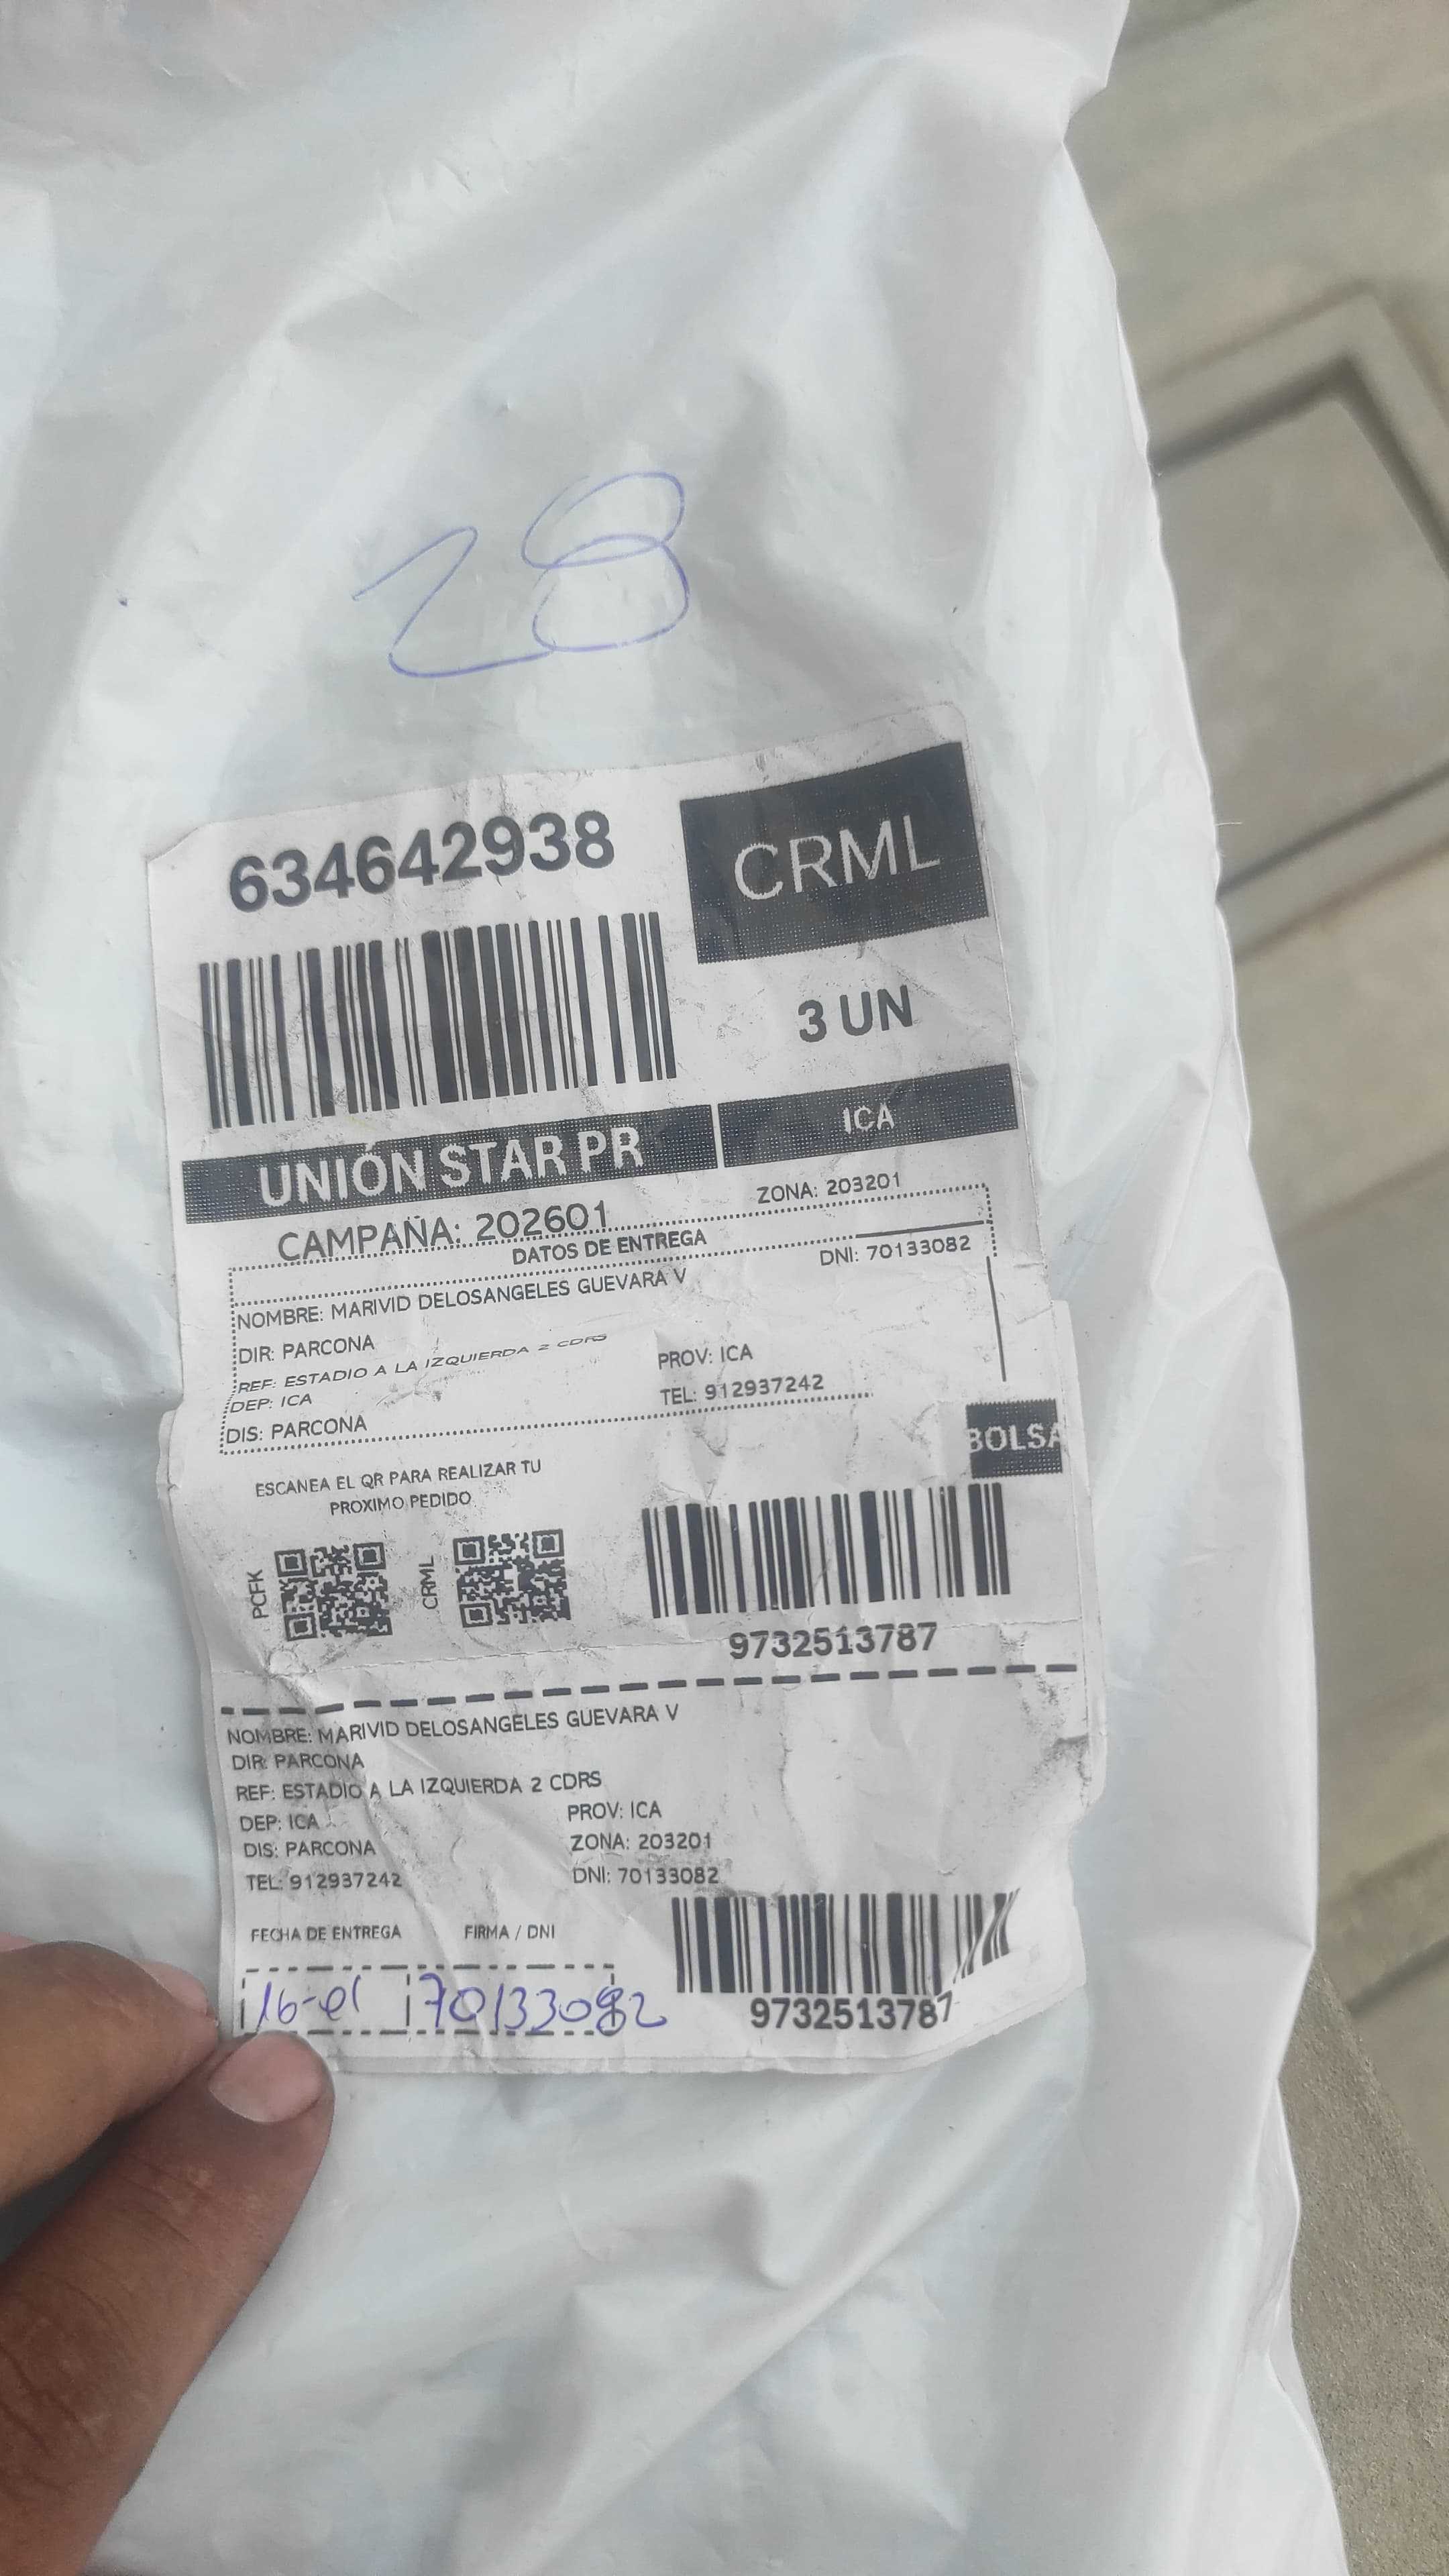 28
634642938
CRML
3 UN
UNIÓN STAR PR
ICA
CAMPAÑA: 202601
ZONA: 203201
DATOS DE ENTREGA
NOMBRE: MARIVID DELOSANGELES GUEVARA V
DNI: 70133082
DIR: PARCONA
REF: ESTADIO A LA IZQUIERDA 2 CDRS
DEP: ICA
PROV: ICA
DIS: PARCONA
TEL: 912937242
BOLSA
ESCANEA EL QR PARA REALIZAR TU
PROXIMO PEDIDO
PCFK
CRML
9732513787
NOMBRE: MARIVID DELOSANGELES GUEVARA V
DIR: PARCONA
REF: ESTADIO A LA IZQUIERDA 2 CDRS
DEP: ICA
PROV: ICA
DIS: PARCONA
ZONA: 203201
TEL: 912937242
DNI: 70133082
FECHA DE ENTREGA
FIRMA / DNI
16-01
70133082
9732513787